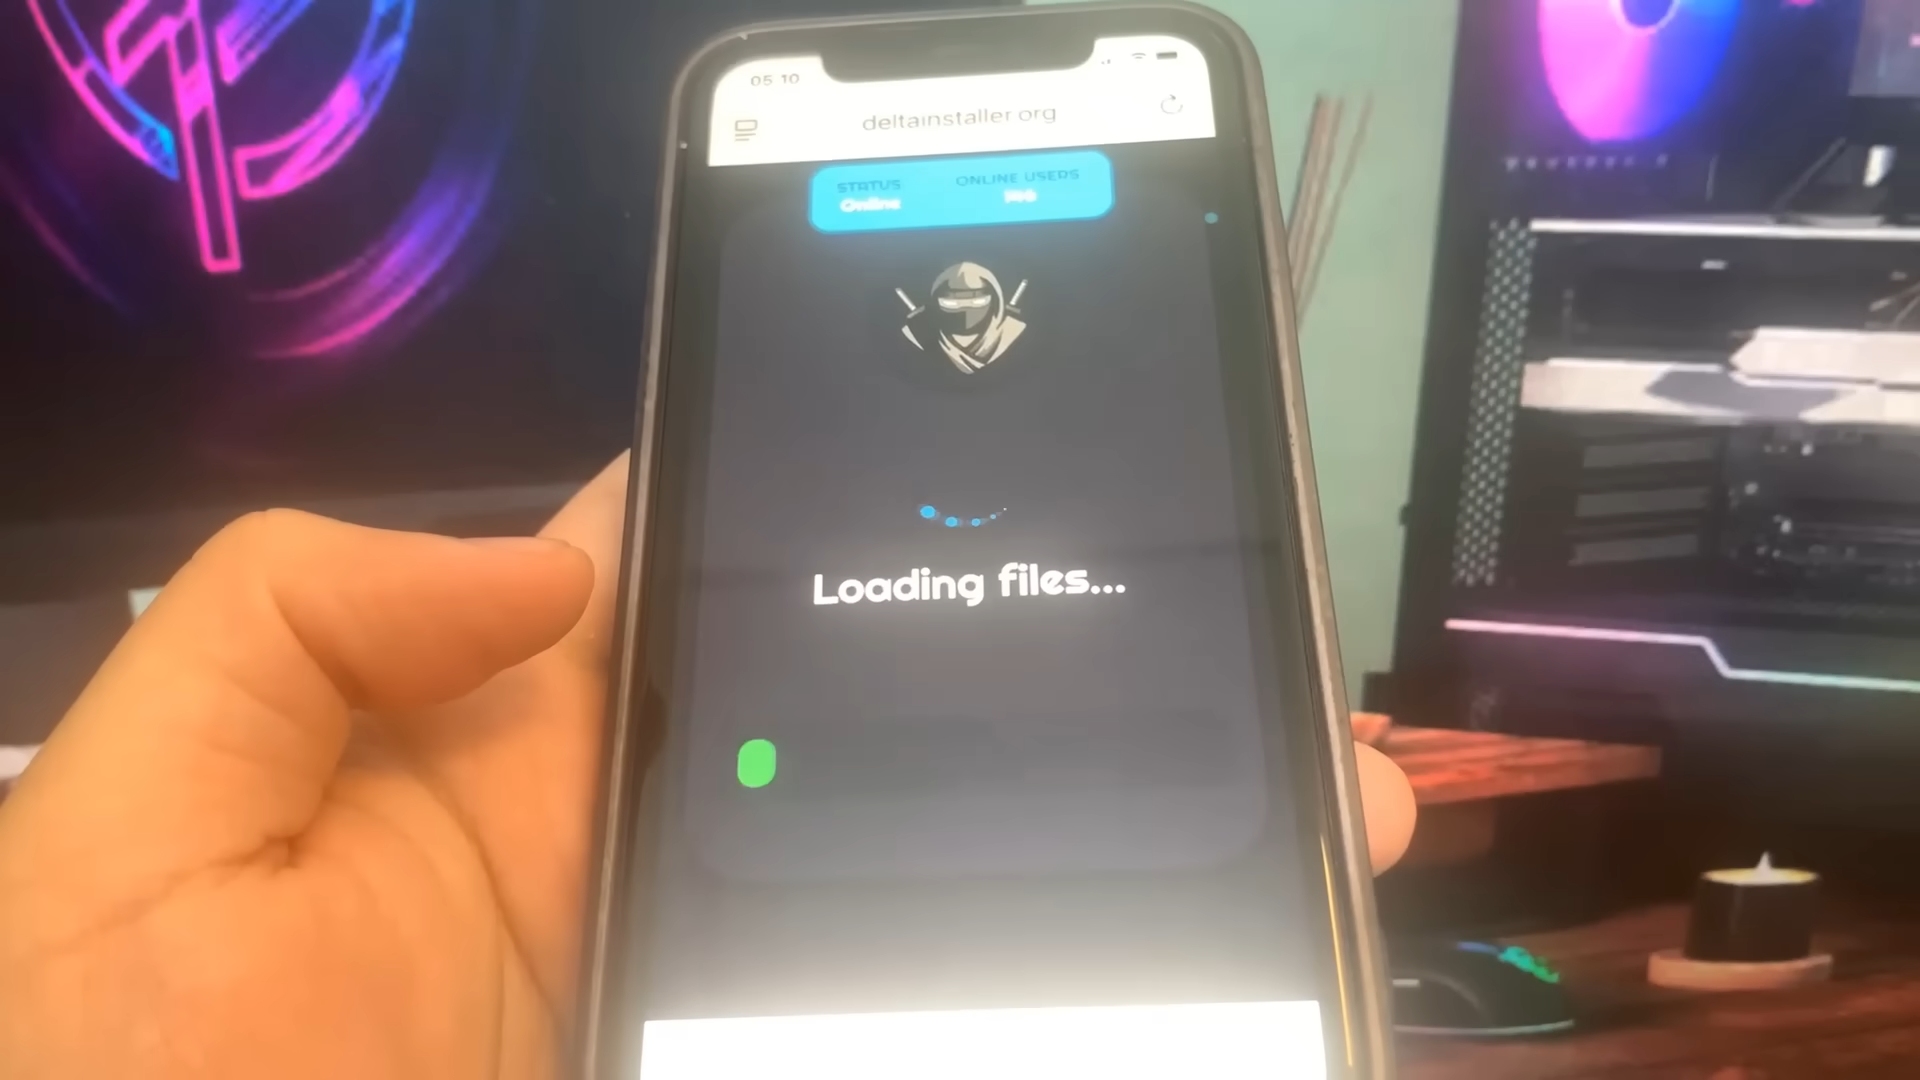 05 10
deltainstaller.org
STATUS
ONLINE USERS
Online
Loading files...